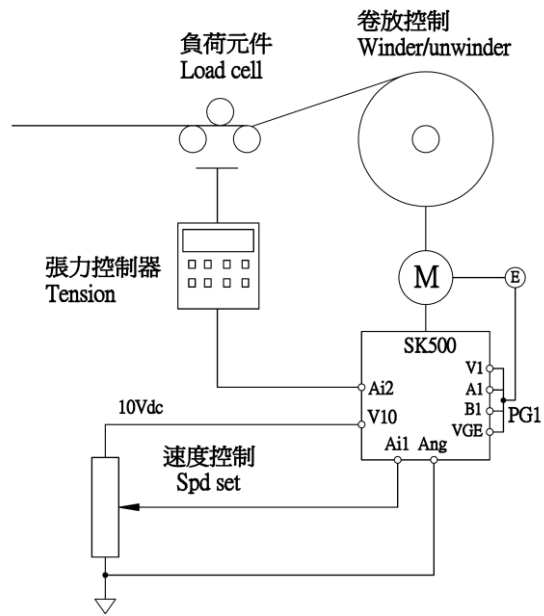 負荷元件
Load cell
卷放控制
Winder/unwinder
張力控制器
Tension
M
E
SK500
V1
A1
B1
VGE
PG1
Ai2
V10
Ai1
Ang
10Vdc
速度控制
Spd set